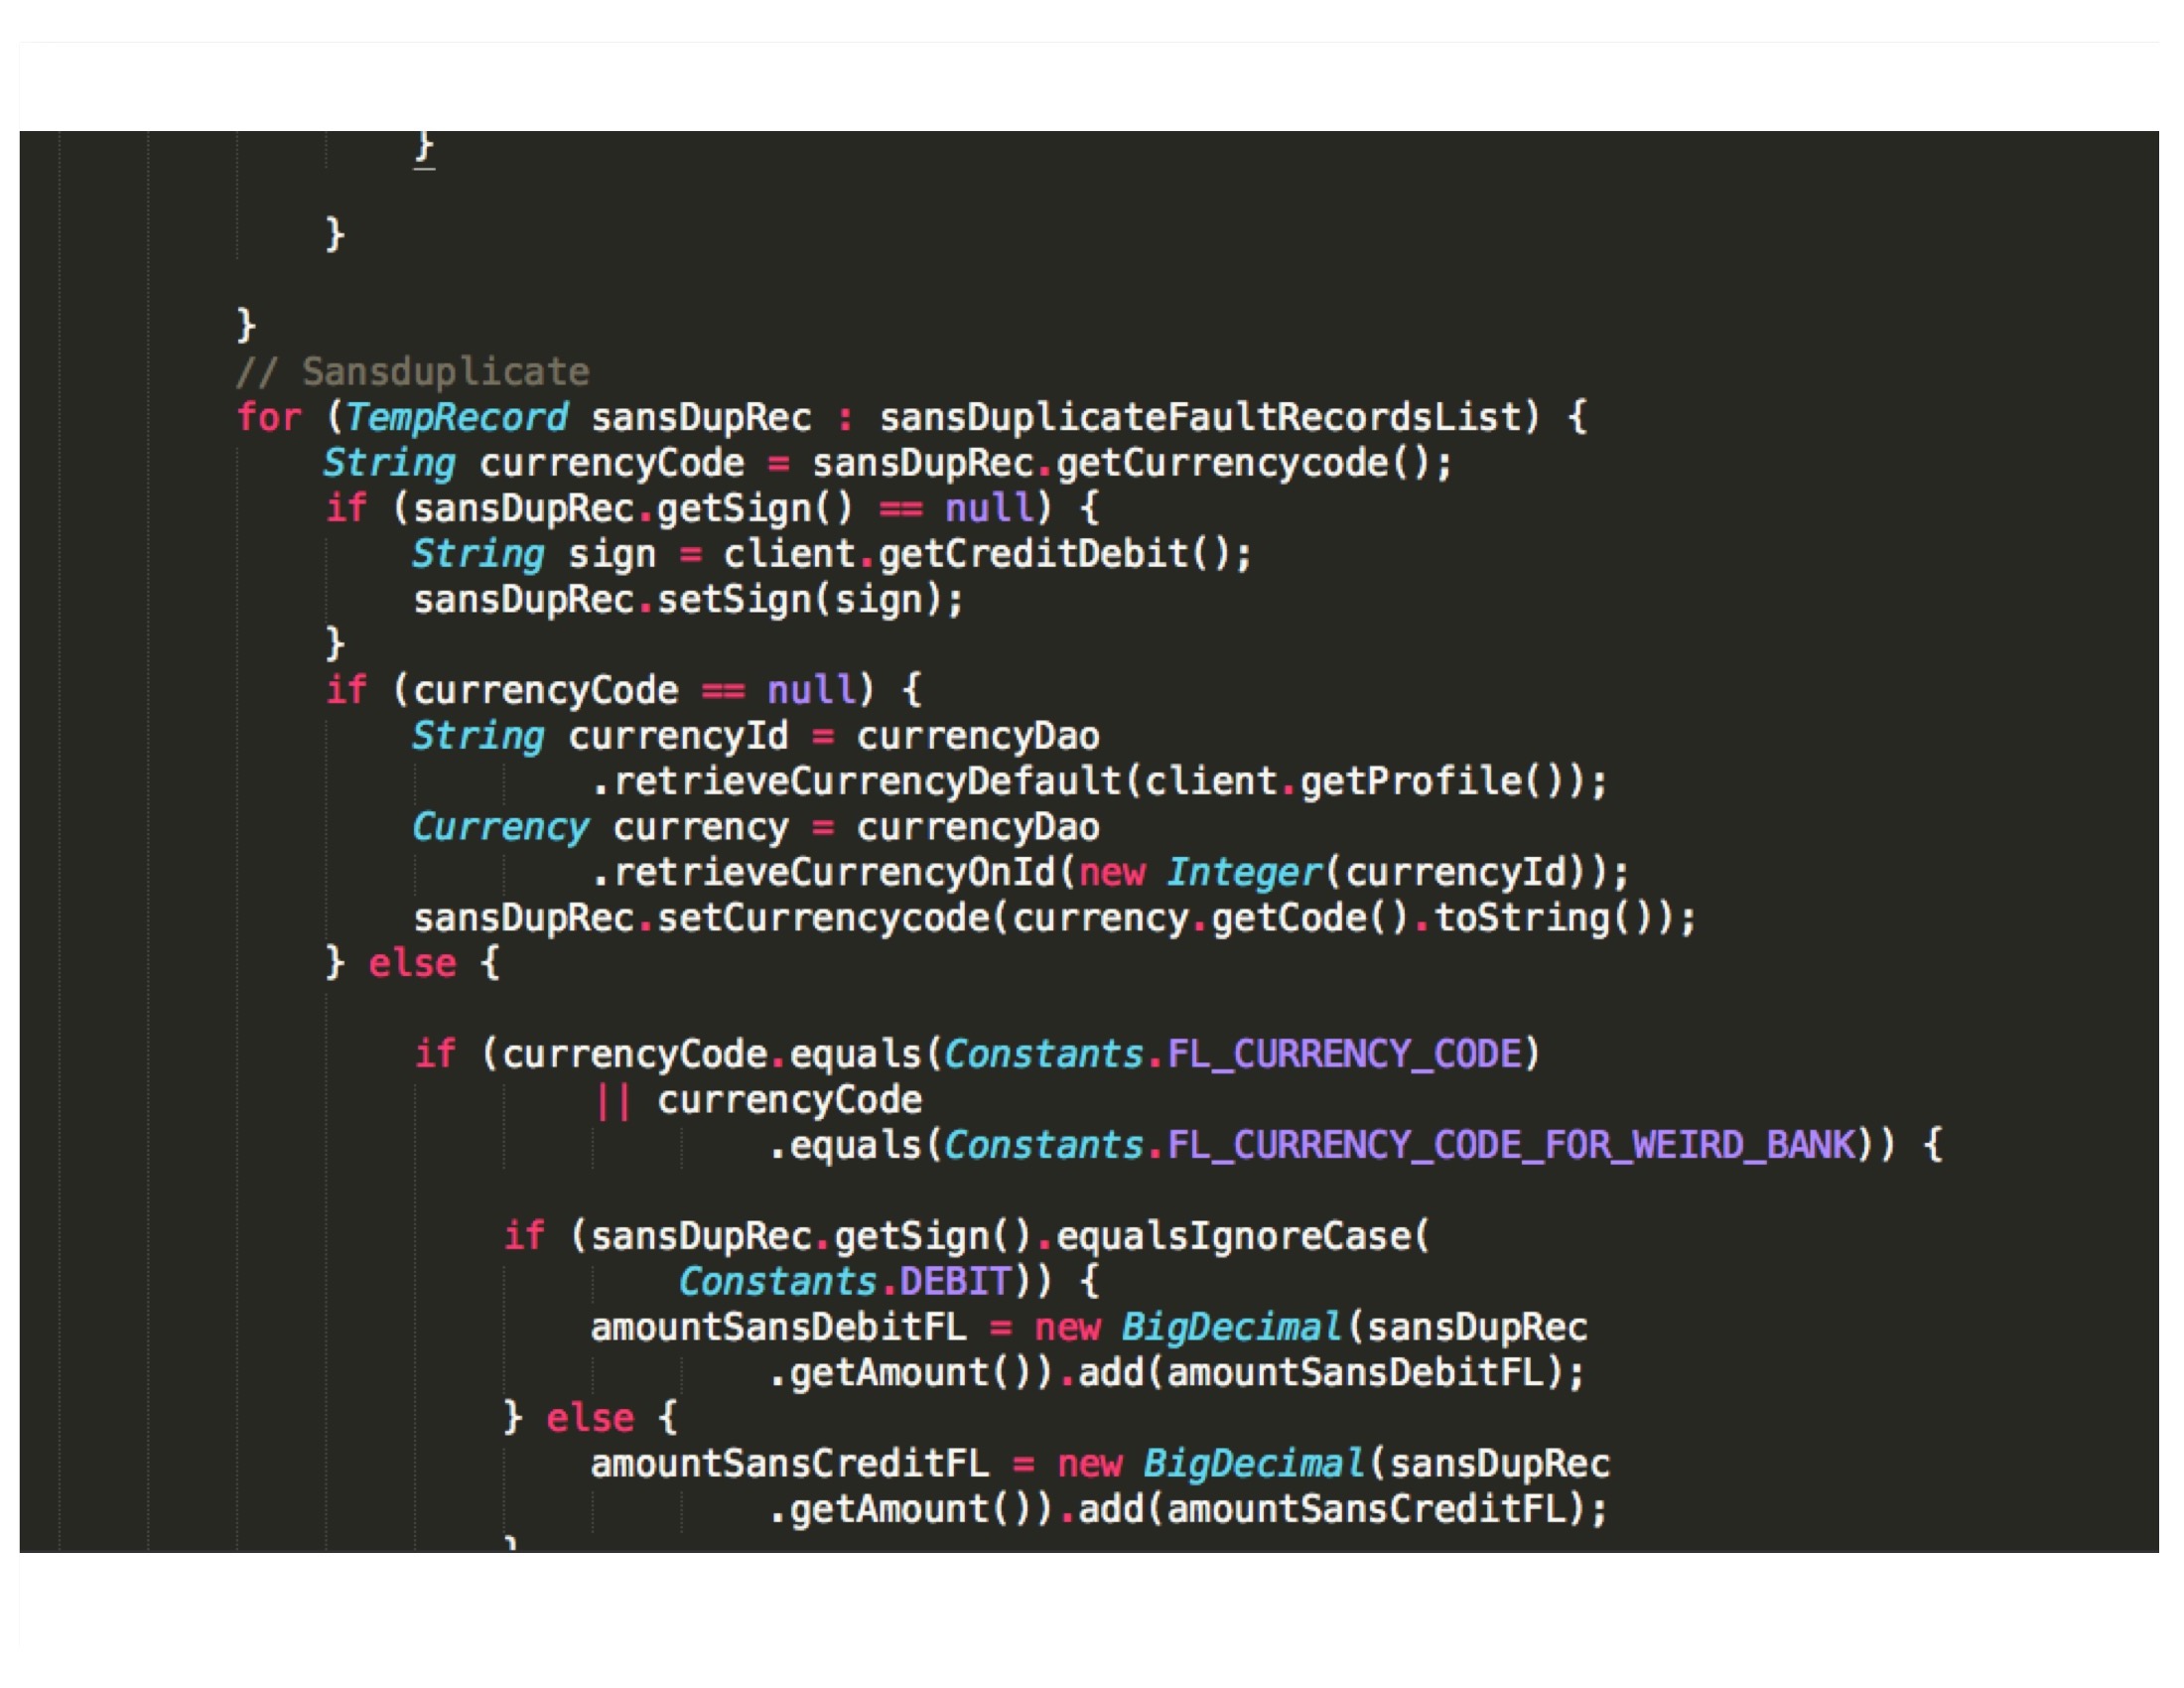 }
}
}
// Sansduplicate
for (TempRecord sansDupRec : sansDuplicateFaultRecordsList) {
String currencyCode = sansDupRec.getCurrencycode();
if (sansDupRec.getSign() == null) {
String sign = client.getCreditDebit();
sansDupRec.setSign(sign);
}
if (currencyCode == null) {
String currencyId = currencyDao
.retrieveCurrencyDefault(client.getProfile());
Currency currency = currencyDao
.retrieveCurrencyOnId(new Integer(currencyId));
sansDupRec.setCurrencycode(currency.getCode().toString());
} else {
if (currencyCode.equals(Constants.FL_CURRENCY_CODE)
|| currencyCode
.equals(Constants.FL_CURRENCY_CODE_FOR_WEIRD_BANK)) {
if (sansDupRec.getSign().equalsIgnoreCase(
Constants.DEBIT)) {
amountSansDebitFL = new BigDecimal(sansDupRec
.getAmount()).add(amountSansDebitFL);
} else {
amountSansCreditFL = new BigDecimal(sansDupRec
.getAmount()).add(amountSansCreditFL);
}